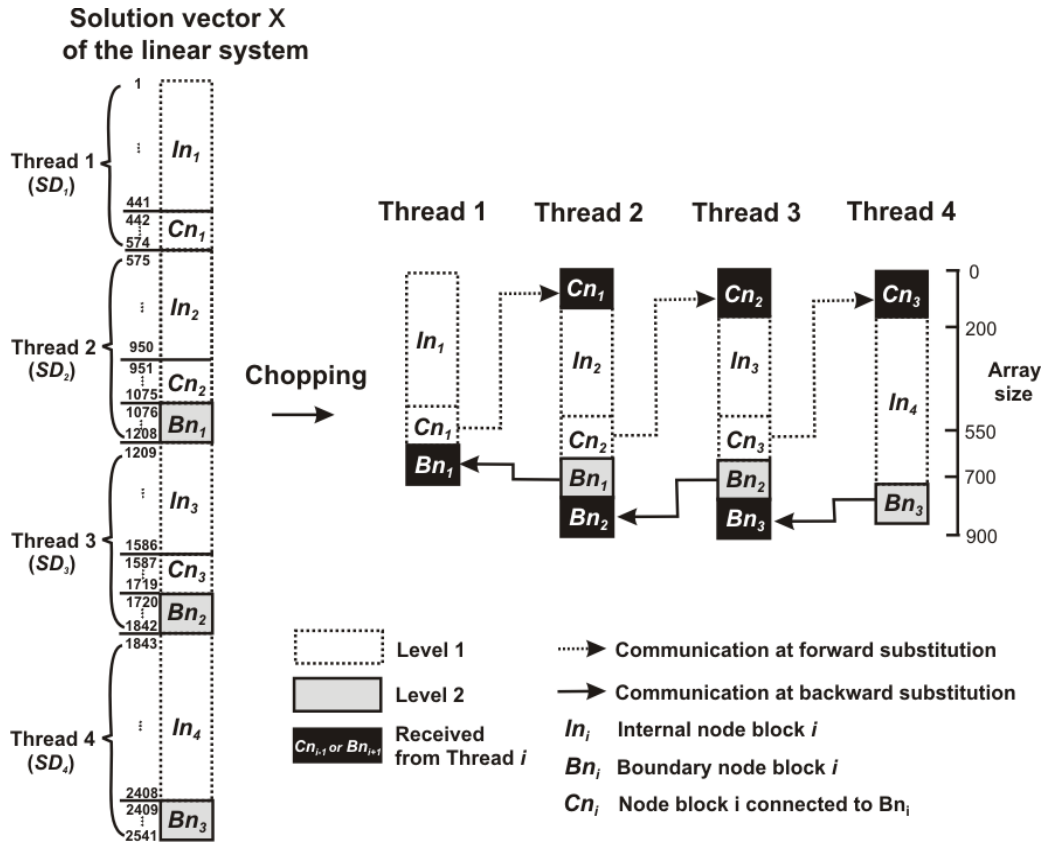 Solution vector X
of the linear system
1
⋮
441
442
⋮
574
575
⋮
950
951
⋮
1075
1076
⋮
1208
1209
⋮
1586
1587
⋮
1719
1720
⋮
1842
1843
⋮
2408
2409
⋮
2541
Thread 1
(SD₁)
Thread 2
(SD₂)
Thread 3
(SD₃)
Thread 4
(SD₄)
In₁
Cn₁
In₂
Cn₂
Bn₁
In₃
Cn₃
Bn₂
In₄
Bn₃
Chopping
Thread 1
In₁
Cn₁
Bn₁
Thread 2
Cn₁
In₂
Cn₂
Bn₁
Bn₂
Thread 3
Cn₂
In₃
Cn₃
Bn₂
Bn₃
Thread 4
Cn₃
In₄
Bn₃
0
200
550
700
900
Array
size
Level 1
Level 2
Cnᵢ₋₁ or Bnᵢ₊₁
Received
from Thread i
Communication at forward substitution
Communication at backward substitution
Inᵢ Internal node block i
Bnᵢ Boundary node block i
Cnᵢ Node block i connected to Bnᵢ